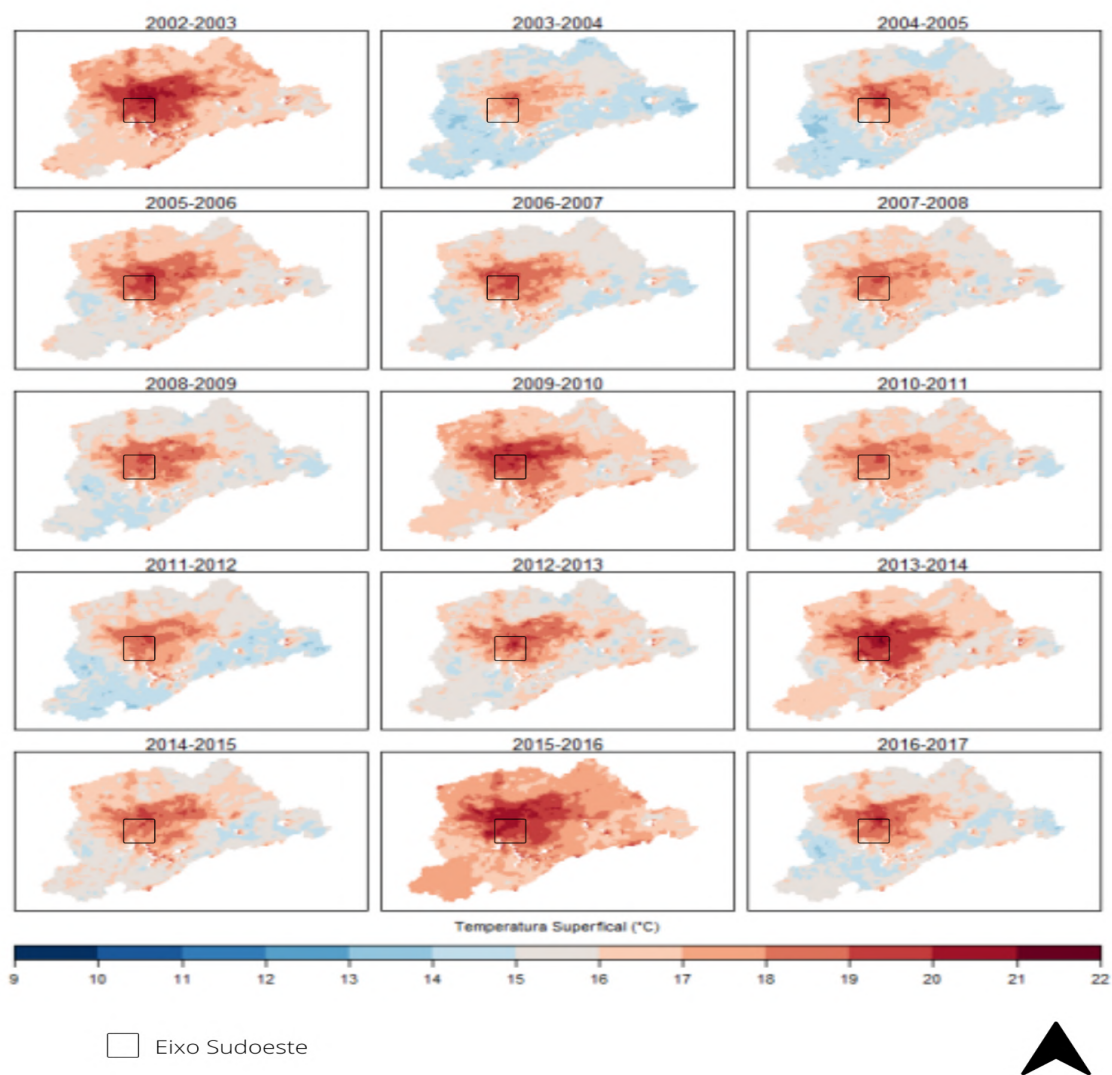 2002-2003 2003-2004 2004-2005
2005-2006 2006-2007 2007-2008
2008-2009 2009-2010 2010-2011
2011-2012 2012-2013 2013-2014
2014-2015 2015-2016 2016-2017
Temperatura Superfical (°C)
9 10 11 12 13 14 15 16 17 18 19 20 21 22
Eixo Sudoeste